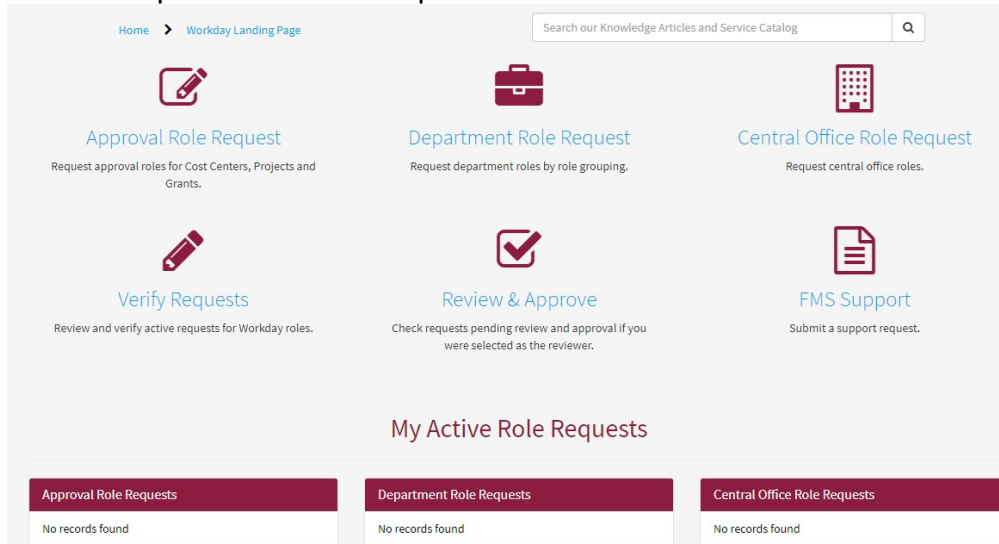 Home > Workday Landing Page
Search our Knowledge Articles and Service Catalog
Approval Role Request
Request approval roles for Cost Centers, Projects and
Grants.
Department Role Request
Request department roles by role grouping.
Central Office Role Request
Request central office roles.
Verify Requests
Review and verify active requests for Workday roles.
Review & Approve
Check requests pending review and approval if you
were selected as the reviewer.
FMS Support
Submit a support request.
My Active Role Requests
Approval Role Requests
No records found
Department Role Requests
No records found
Central Office Role Requests
No records found